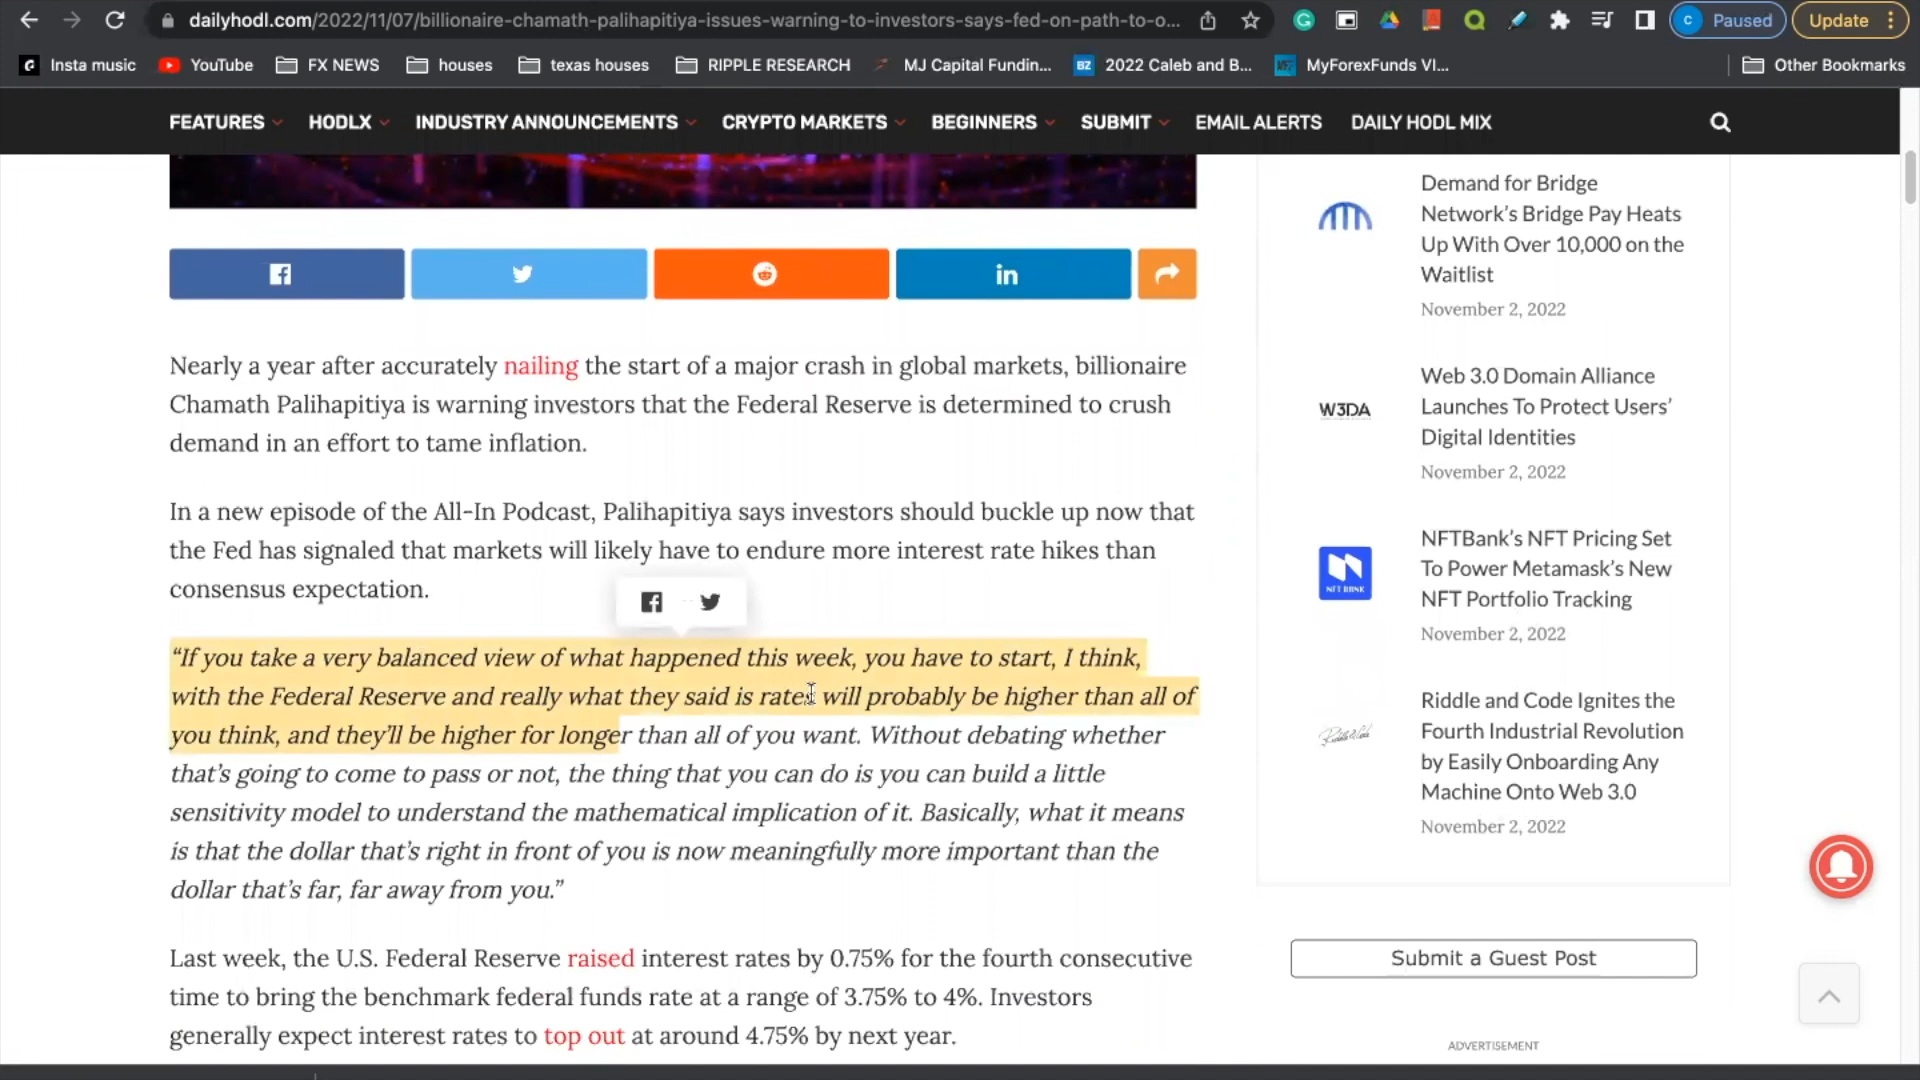 dailyhodl.com/2022/11/07/billionaire-chamath-palihapitiya-issues-warning-to-investors-says-fed-on-path-to-o...
C Paused
Update
Insta music
YouTube
FX NEWS
houses
texas houses
RIPPLE RESEARCH
MJ Capital Fundin...
BZ 2022 Caleb and B...
MyForexFunds VI...
Other Bookmarks
FEATURES
HODLX
INDUSTRY ANNOUNCEMENTS
CRYPTO MARKETS
BEGINNERS
SUBMIT
EMAIL ALERTS
DAILY HODL MIX
in
Nearly a year after accurately nailing the start of a major crash in global markets, billionaire
Chamath Palihapitiya is warning investors that the Federal Reserve is determined to crush
demand in an effort to tame inflation.
In a new episode of the All-In Podcast, Palihapitiya says investors should buckle up now that
the Fed has signaled that markets will likely have to endure more interest rate hikes than
consensus expectation.
“If you take a very balanced view of what happened this week, you have to start, I think,
with the Federal Reserve and really what they said is rates will probably be higher than all of
you think, and they’ll be higher for longer than all of you want. Without debating whether
that’s going to come to pass or not, the thing that you can do is you can build a little
sensitivity model to understand the mathematical implication of it. Basically, what it means
is that the dollar that’s right in front of you is now meaningfully more important than the
dollar that’s far, far away from you.”
Last week, the U.S. Federal Reserve raised interest rates by 0.75% for the fourth consecutive
time to bring the benchmark federal funds rate at a range of 3.75% to 4%. Investors
generally expect interest rates to top out at around 4.75% by next year.
Demand for Bridge
Network’s Bridge Pay Heats
Up With Over 10,000 on the
Waitlist
November 2, 2022
W3DA
Web 3.0 Domain Alliance
Launches To Protect Users’
Digital Identities
November 2, 2022
NFT BANK
NFTBank’s NFT Pricing Set
To Power Metamask’s New
NFT Portfolio Tracking
November 2, 2022
Riddle and Code Ignites the
Fourth Industrial Revolution
by Easily Onboarding Any
Machine Onto Web 3.0
November 2, 2022
Submit a Guest Post
ADVERTISEMENT